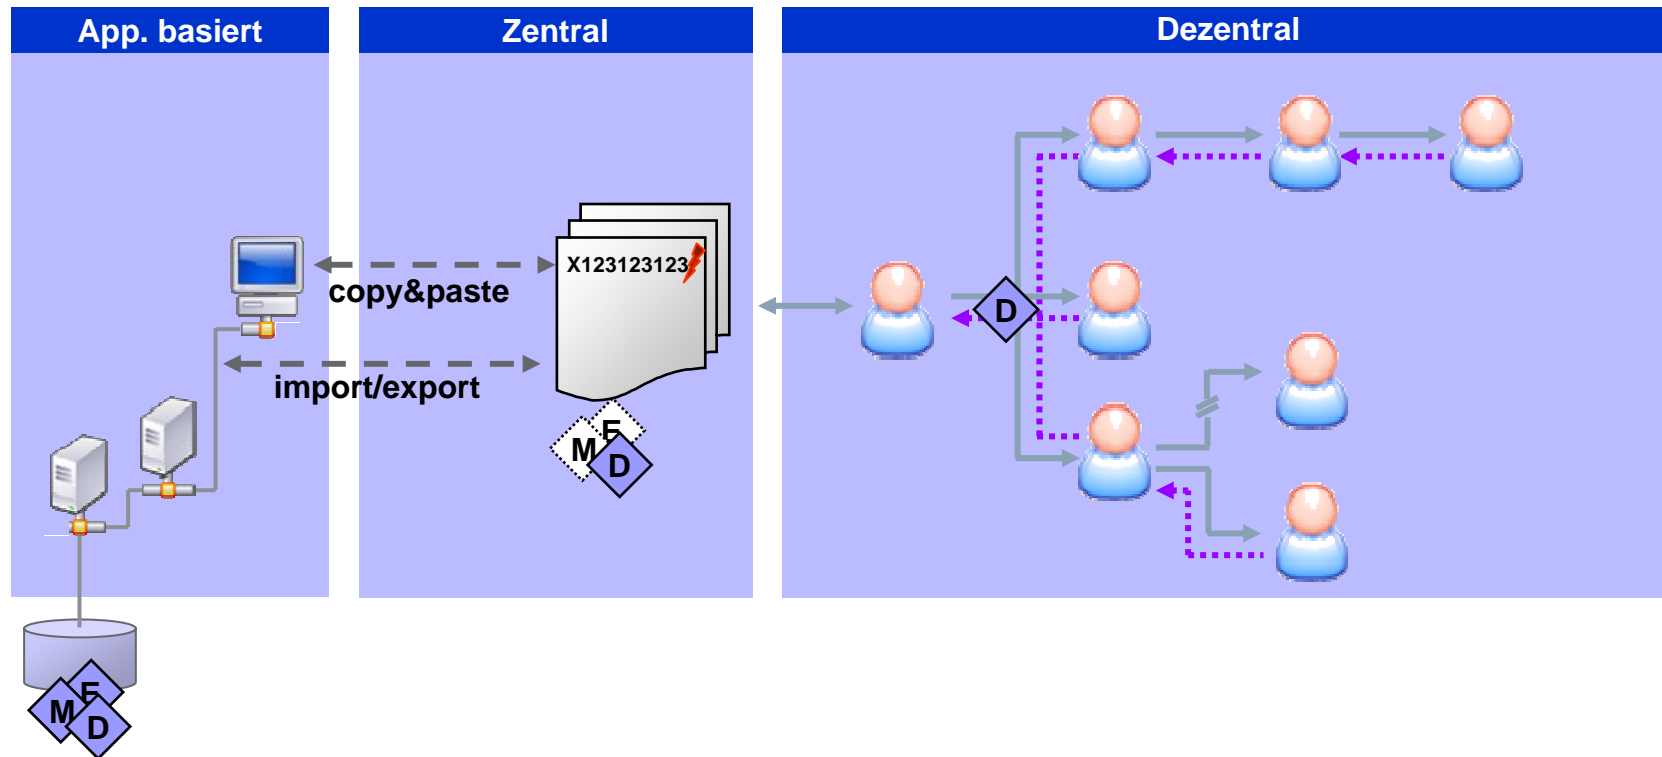 App. basiert
Zentral
Dezentral
X123123123
copy&paste
D
import/export
M
D
M
D